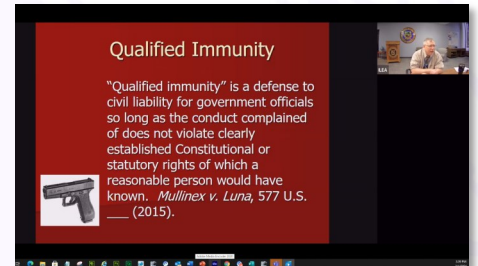 Qualified Immunity
“Qualified immunity” is a defense to
civil liability for government officials
so long as the conduct complained
of does not violate clearly
established Constitutional or
statutory rights of which a
reasonable person would have
known. Mullinex v. Luna, 577 U.S.
___ (2015).
ILEA